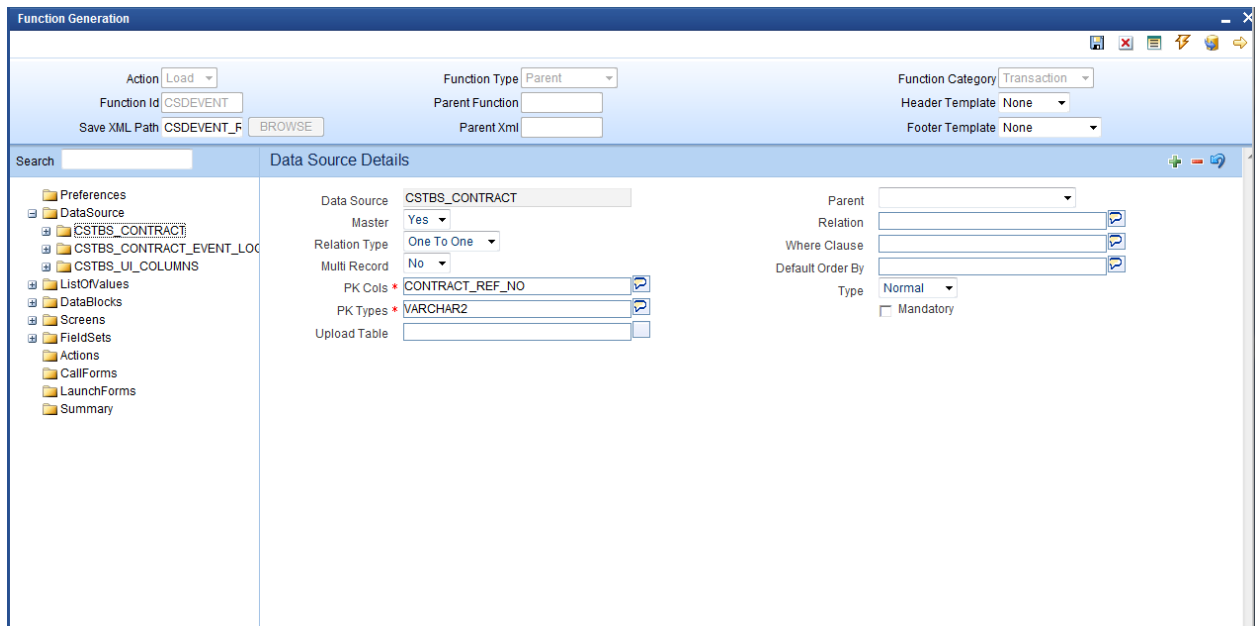 Function Generation
Action Load Function Type Parent Function Category Transaction
Function Id CSDEVENT Parent Function Header Template None
Save XML Path CSDEVENT_R BROWSE Parent Xml Footer Template None
Search Data Source Details
Preferences
DataSource
CSTBS_CONTRACT
CSTBS_CONTRACT_EVENT_LOG
CSTBS_UI_COLUMNS
ListOfValues
DataBlocks
Screens
FieldSets
Actions
CallForms
LaunchForms
Summary
Data Source CSTBS_CONTRACT Parent
Master Yes Relation
Relation Type One To One Where Clause
Multi Record No Default Order By
PK Cols * CONTRACT_REF_NO Type Normal
PK Types * VARCHAR2 Mandatory
Upload Table